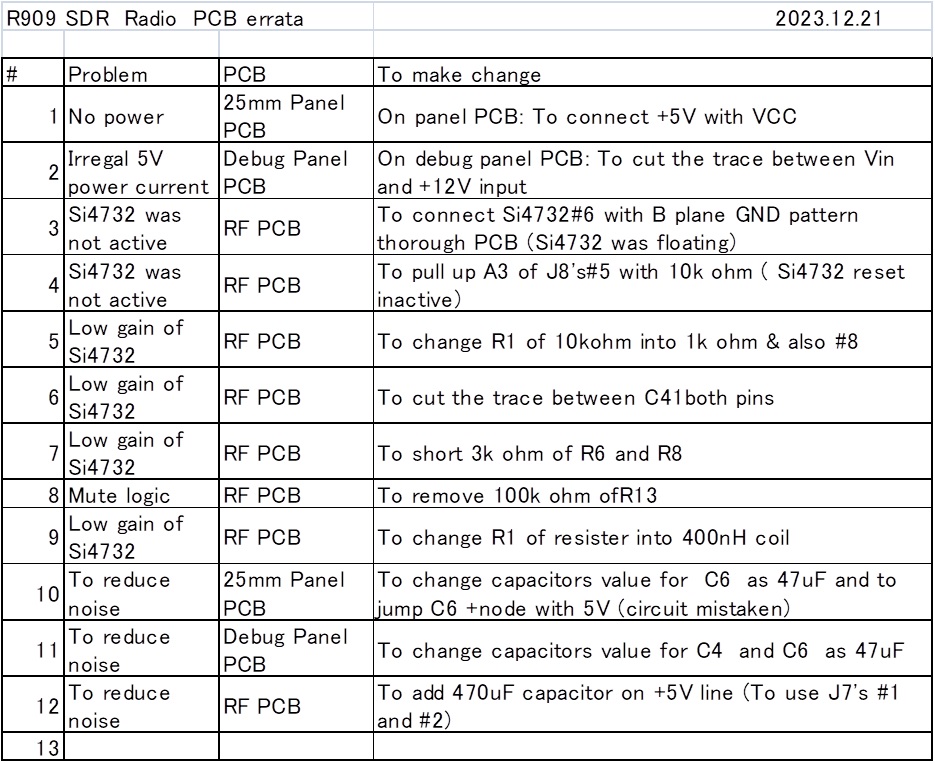 R909 SDR Radio PCB errata 2023.12.21
# Problem PCB To make change
1 No power 25mm Panel PCB On panel PCB: To connect +5V with VCC
2 Irregal 5V power current Debug Panel PCB On debug panel PCB: To cut the trace between Vin and +12V input
3 Si4732 was not active RF PCB To connect Si4732#6 with B plane GND pattern thorough PCB (Si4732 was floating)
4 Si4732 was not active RF PCB To pull up A3 of J8's#5 with 10k ohm ( Si4732 reset inactive)
5 Low gain of Si4732 RF PCB To change R1 of 10kohm into 1k ohm & also #8
6 Low gain of Si4732 RF PCB To cut the trace between C41both pins
7 Low gain of Si4732 RF PCB To short 3k ohm of R6 and R8
8 Mute logic RF PCB To remove 100k ohm ofR13
9 Low gain of Si4732 RF PCB To change R1 of resister into 400nH coil
10 To reduce noise 25mm Panel PCB To change capacitors value for C6 as 47uF and to jump C6 +node with 5V (circuit mistaken)
11 To reduce noise Debug Panel PCB To change capacitors value for C4 and C6 as 47uF
12 To reduce noise RF PCB To add 470uF capacitor on +5V line (To use J7's #1 and #2)
13